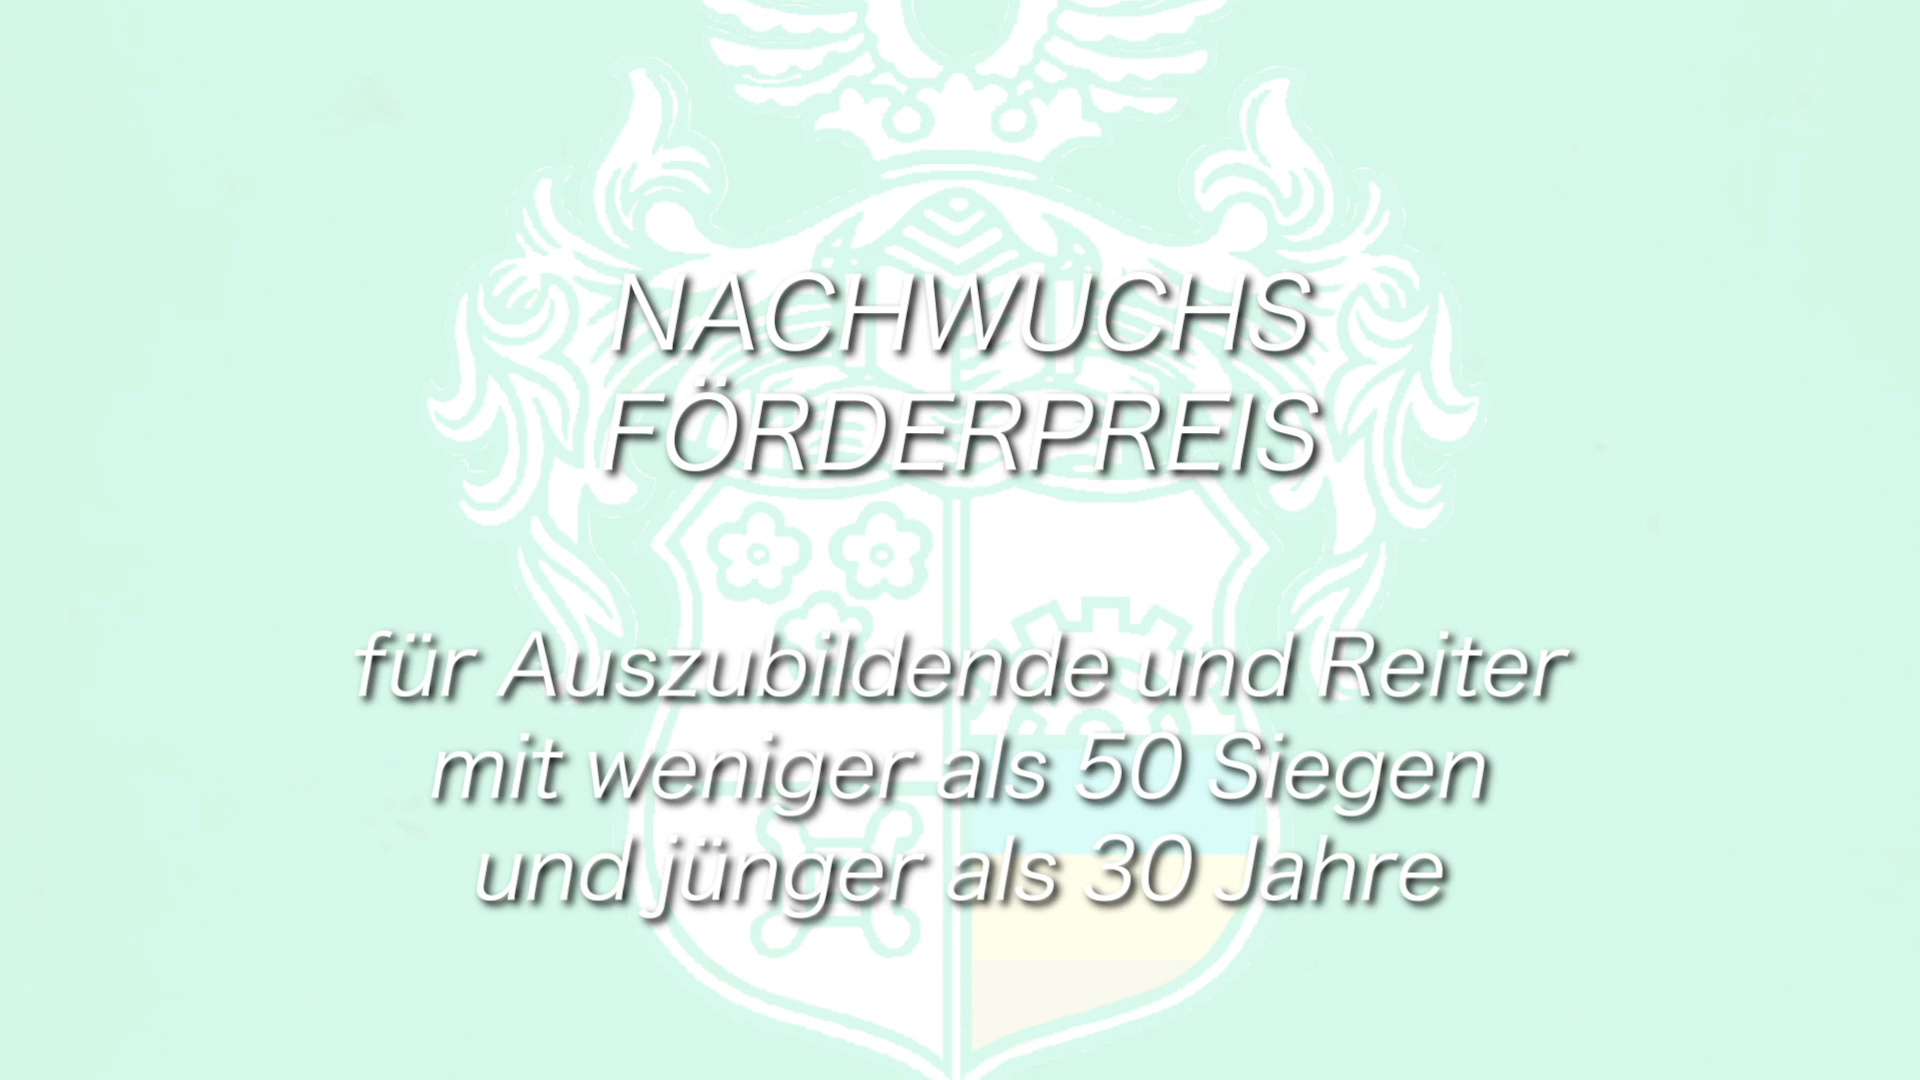 NACHWUCHS
FÖRDERPREIS
für Auszubildende und Reiter
mit weniger als 50 Siegen
und jünger als 30 Jahre